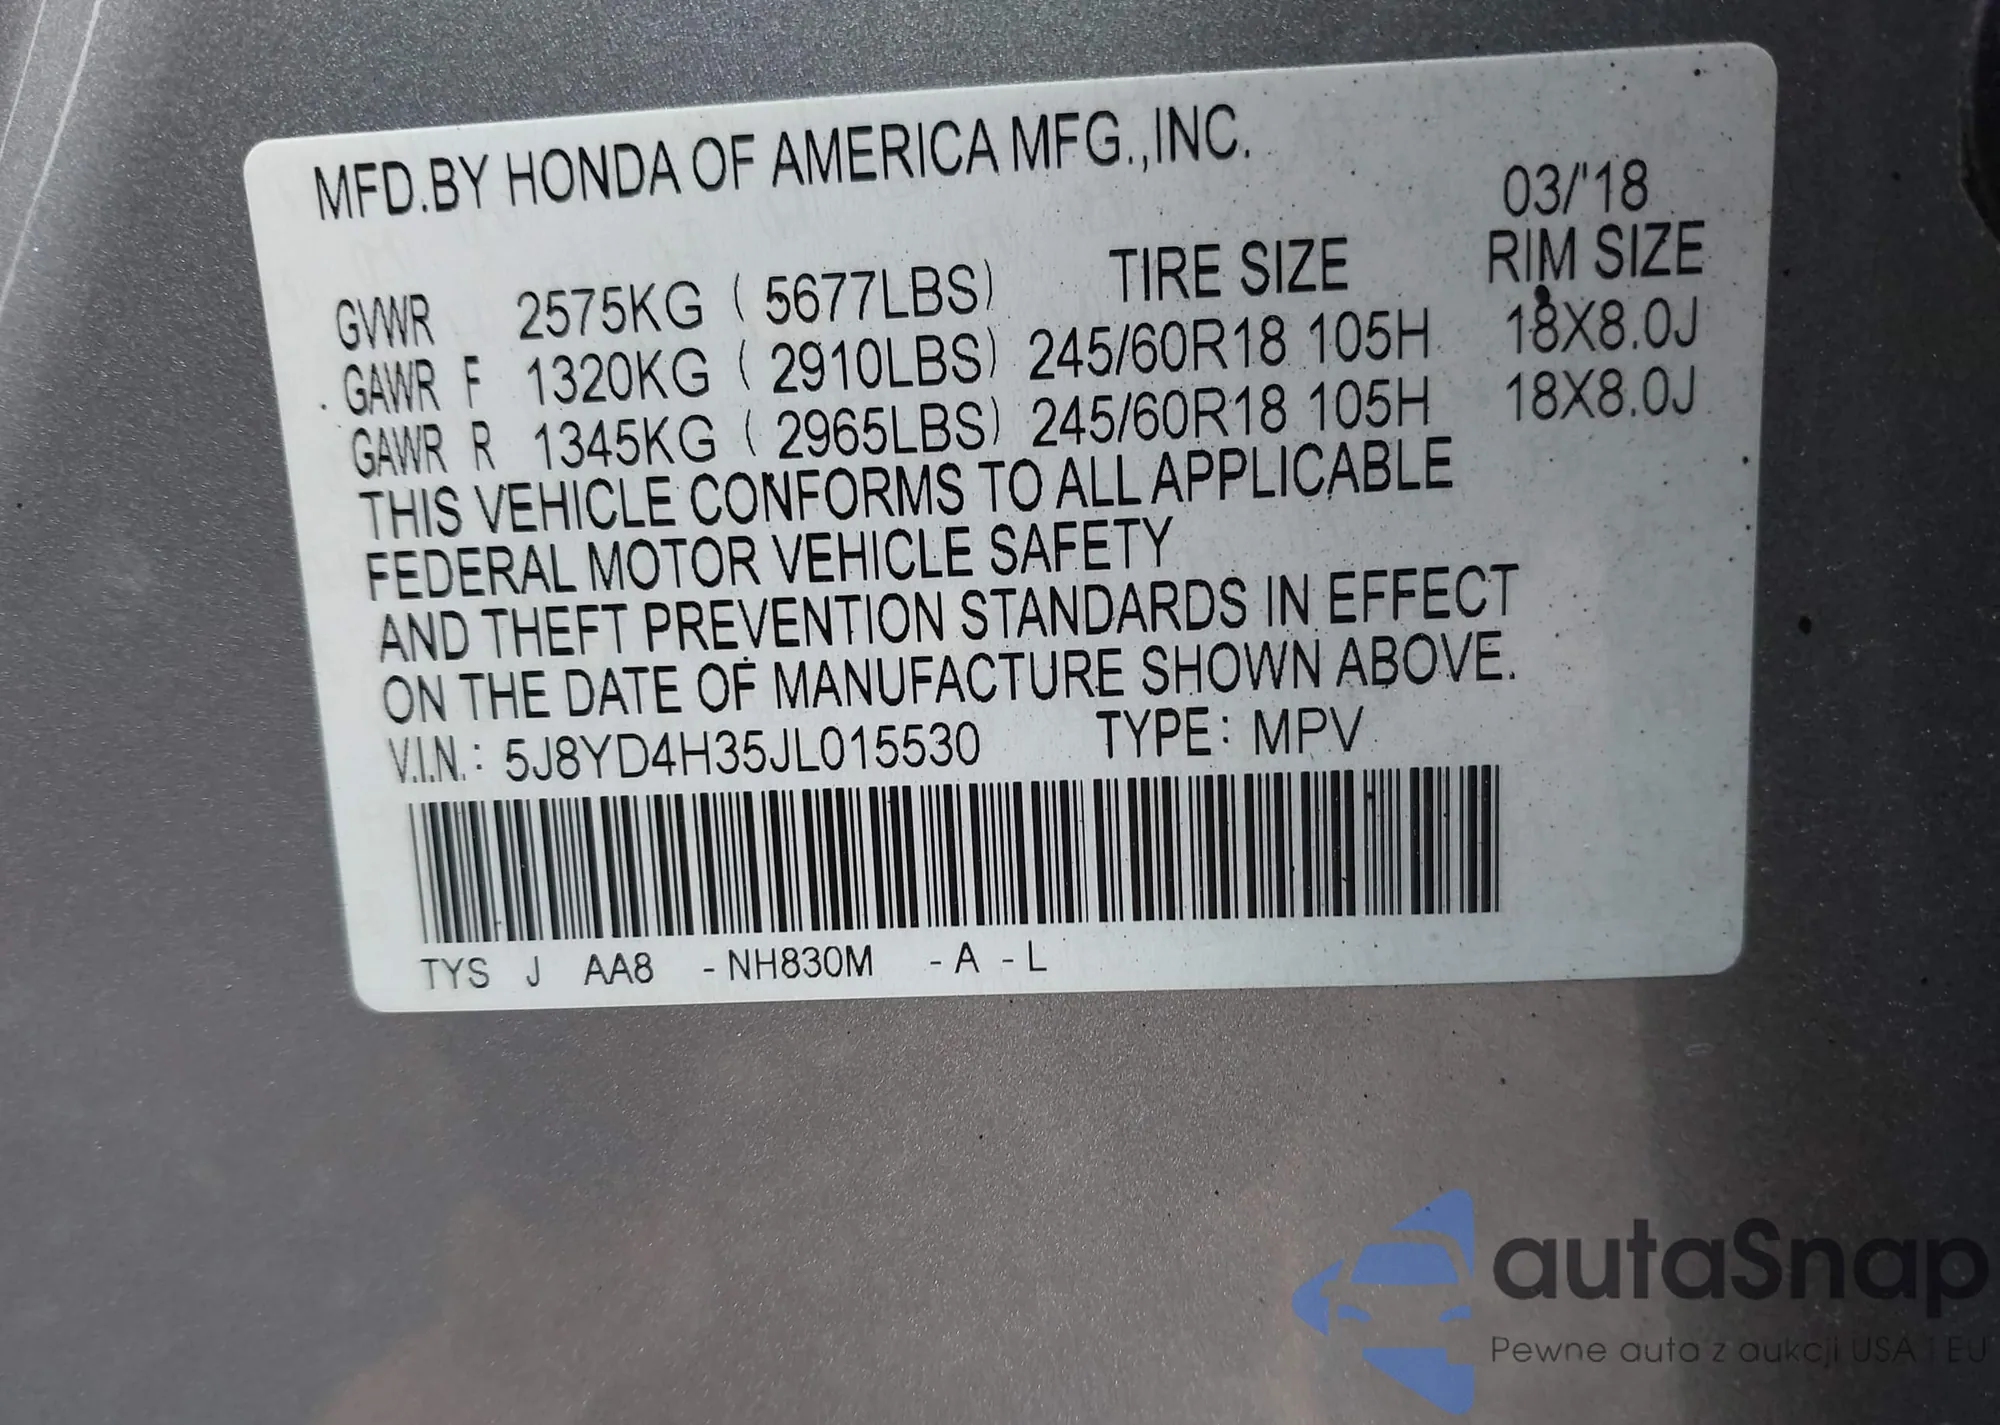 MFD.BY HONDA OF AMERICA MFG.,INC.
03/'18
GVWR 2575KG ( 5677LBS) TIRE SIZE RIM SIZE
GAWR F 1320KG ( 2910LBS) 245/60R18 105H 18X8.0J
GAWR R 1345KG ( 2965LBS) 245/60R18 105H 18X8.0J
THIS VEHICLE CONFORMS TO ALL APPLICABLE
FEDERAL MOTOR VEHICLE SAFETY
AND THEFT PREVENTION STANDARDS IN EFFECT
ON THE DATE OF MANUFACTURE SHOWN ABOVE.
V.I.N.: 5J8YD4H35JL015530 TYPE: MPV
TYS J AA8 - NH830M - A - L
autaSnap
Pewne auta z aukcji USA i EU